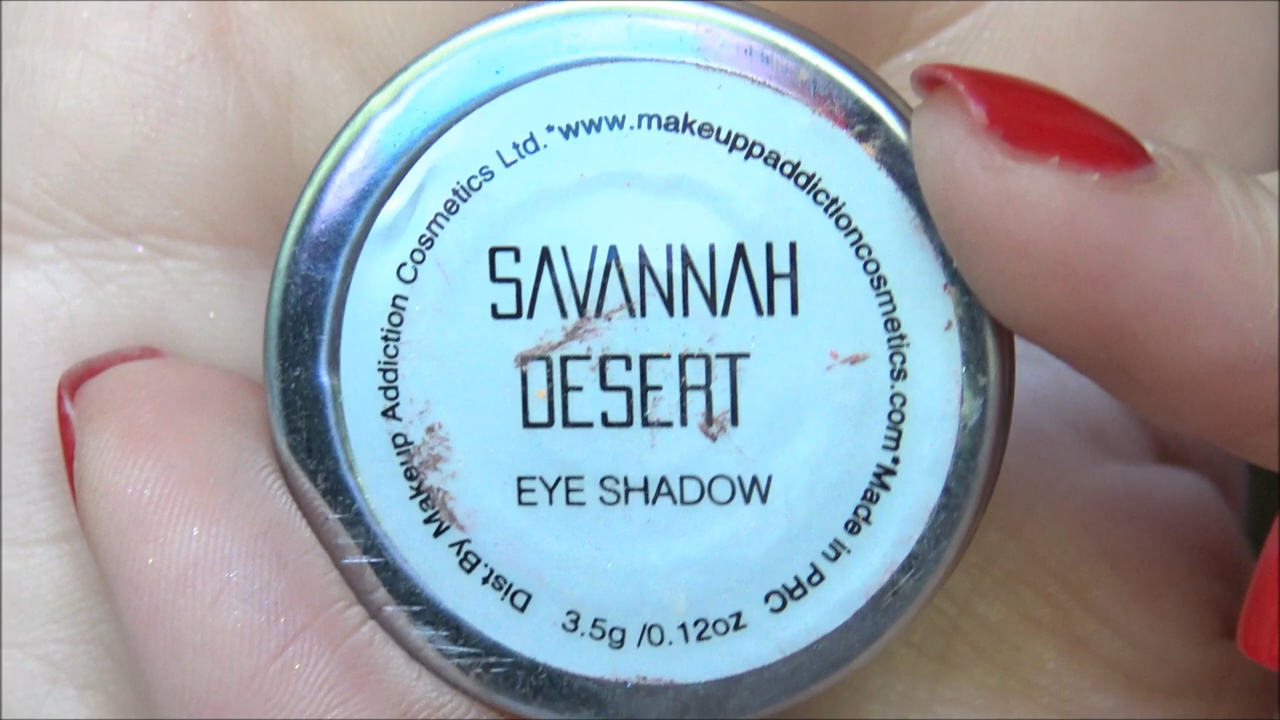 SAVANNAH
DESERT
EYE SHADOW
Dist.By Makeup Addiction Cosmetics Ltd.*www.makeuppaddictioncosmetics.com*Made in PRC
3.5g /0.12oz